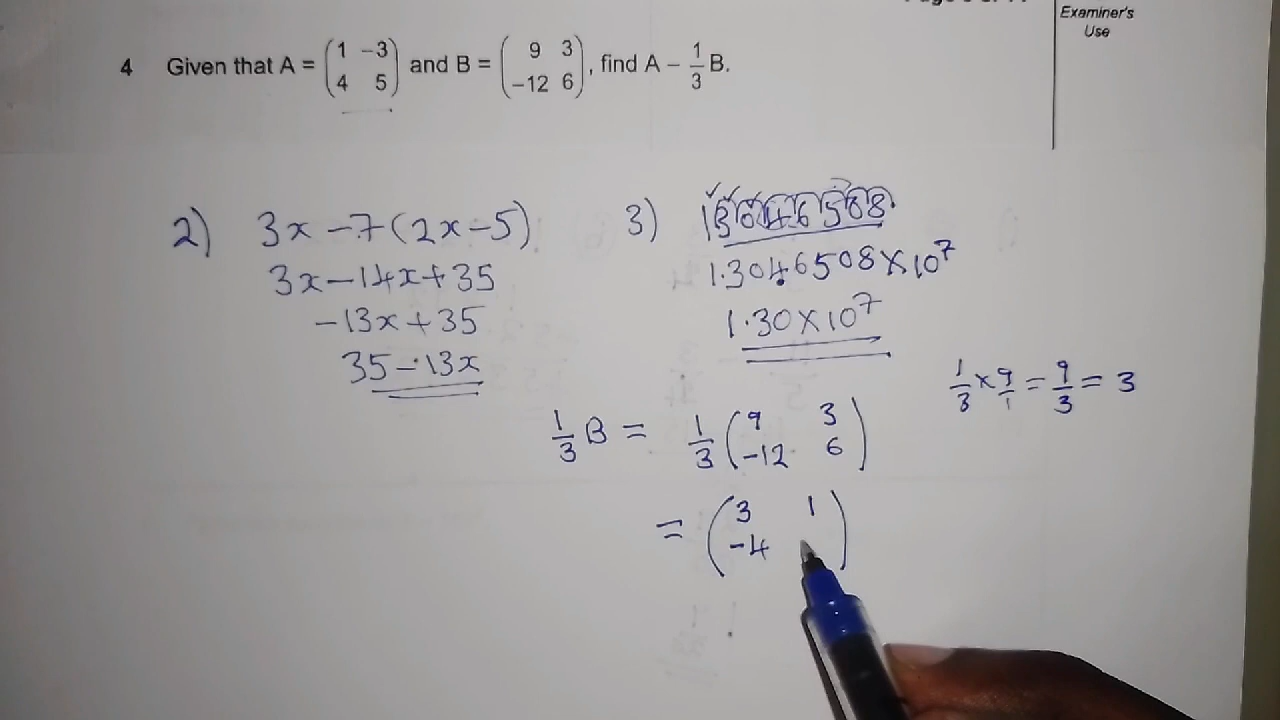 Examiner's
Use
4 Given that A = (1 -3 4 5) and B = (9 3 -12 6), find A - 1/3 B.
2) 3x - 7(2x - 5)
3x - 14x + 35
- 13x + 35
35 - 13x
3)
1.3046508 × 10^7
1.30 × 10^7
1/3 × 9/1 = 9/3 = 3
1/3 B = 1/3 (9 3 -12 6)
= (3 1 -4 )